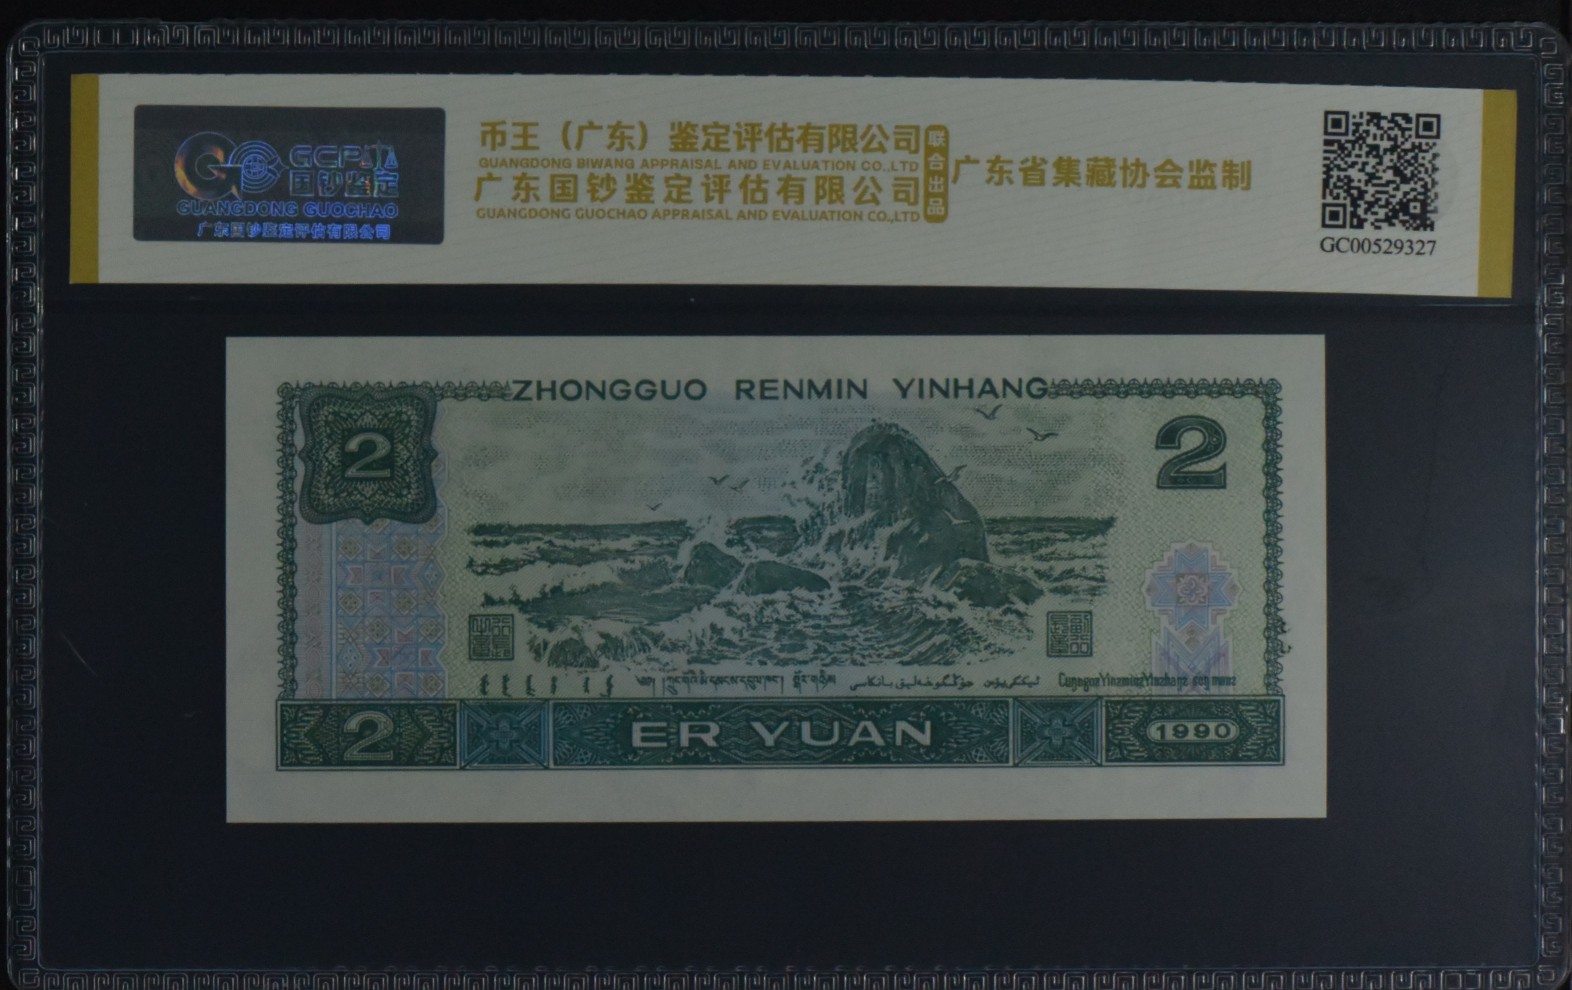 GCP
国钞鉴定
GUANGDONG GUOCHAO
广东国钞鉴定评估有限公司
币王（广东）鉴定评估有限公司
GUANGDONG BIWANG APPRAISAL AND EVALUATION CO.,LTD
广东国钞鉴定评估有限公司
GUANGDONG GUOCHAO APPRAISAL AND EVALUATION CO.,LTD
联合出品
广东省集藏协会监制
GC00529327
ZHONGGUO RENMIN YINHANG
2
2
2
ER YUAN
1990